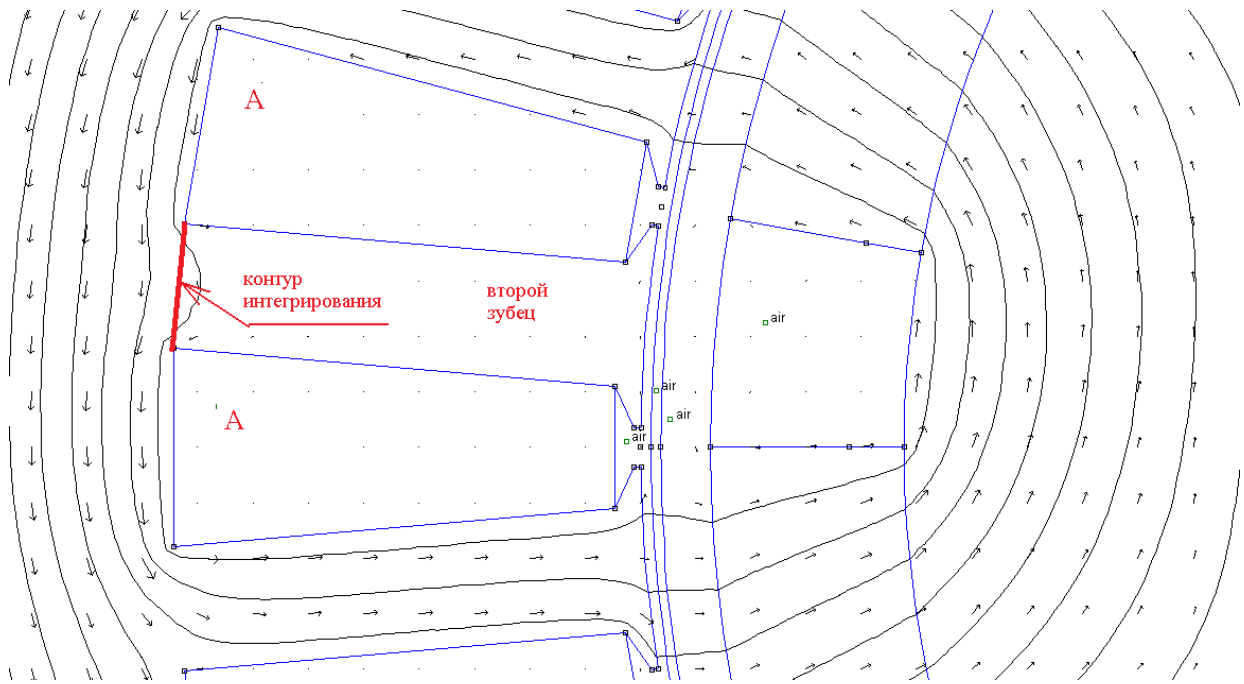 A
контур
интегрирования
второй
зубец
air
air
air
A
air